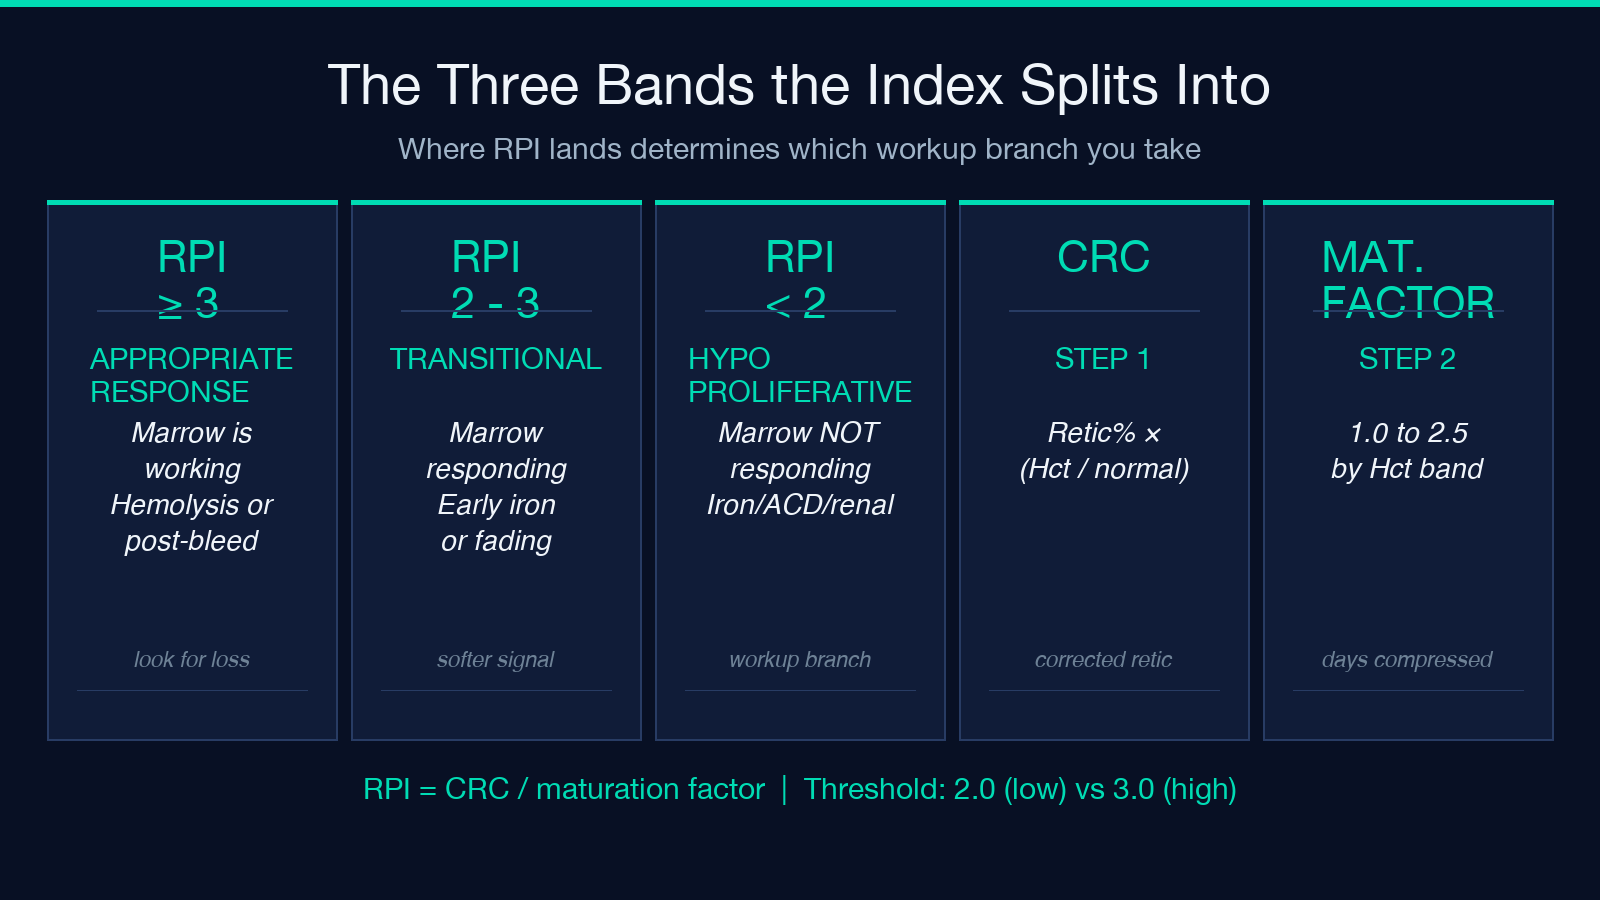 The Three Bands the Index Splits Into
Where RPI lands determines which workup branch you take
RPI
≥ 3
APPROPRIATE
RESPONSE
Marrow is
working
Hemolysis or
post-bleed
look for loss
RPI
2 - 3
TRANSITIONAL
Marrow
responding
Early iron
or fading
softer signal
RPI
< 2
HYPO
PROLIFERATIVE
Marrow NOT
responding
Iron/ACD/renal
workup branch
CRC
STEP 1
Retic% ×
(Hct / normal)
corrected retic
MAT.
FACTOR
STEP 2
1.0 to 2.5
by Hct band
days compressed
RPI = CRC / maturation factor | Threshold: 2.0 (low) vs 3.0 (high)